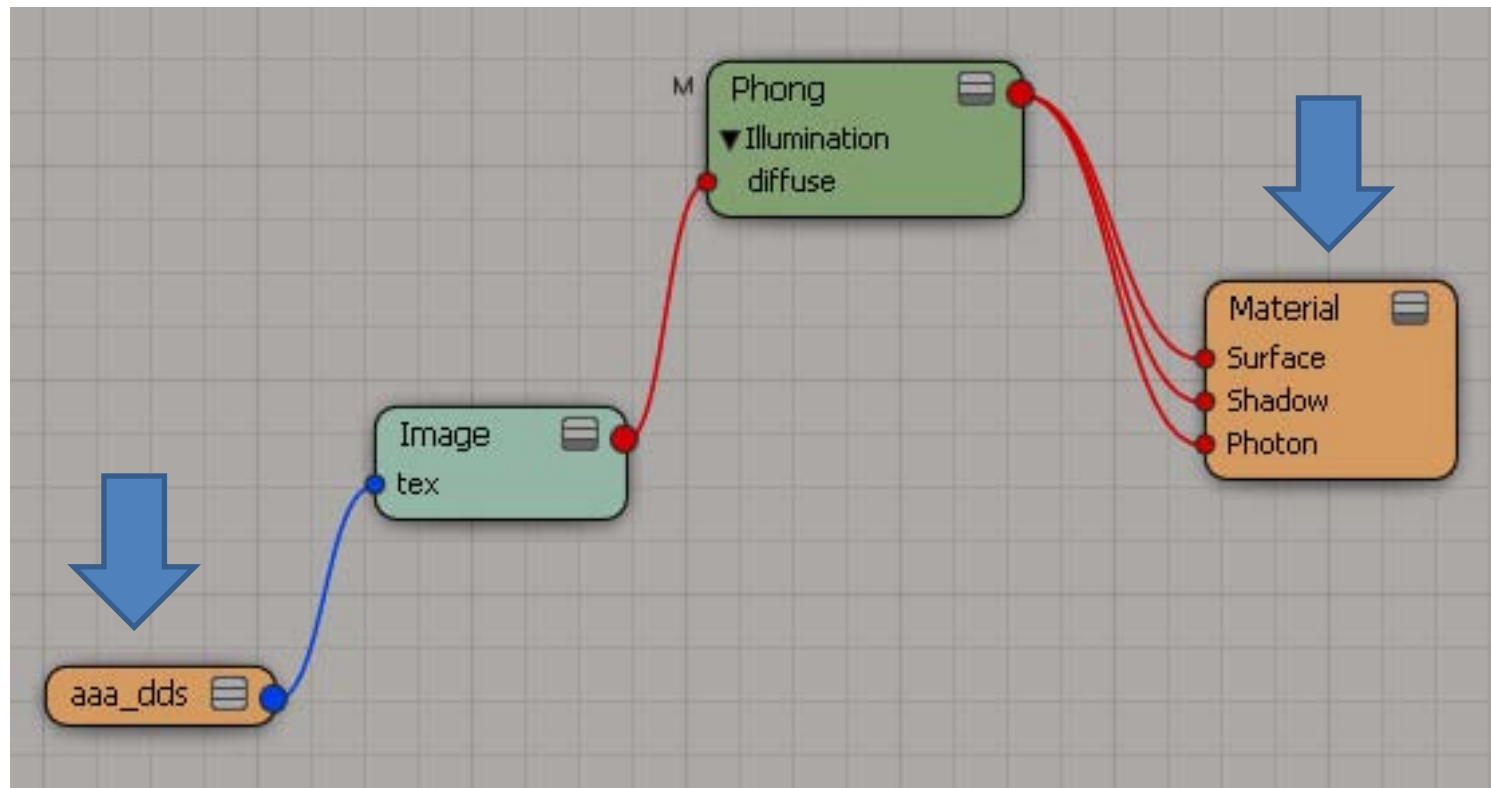 M
Phong
Illumination
diffuse
Material
Surface
Shadow
Photon
Image
tex
aaa_dds